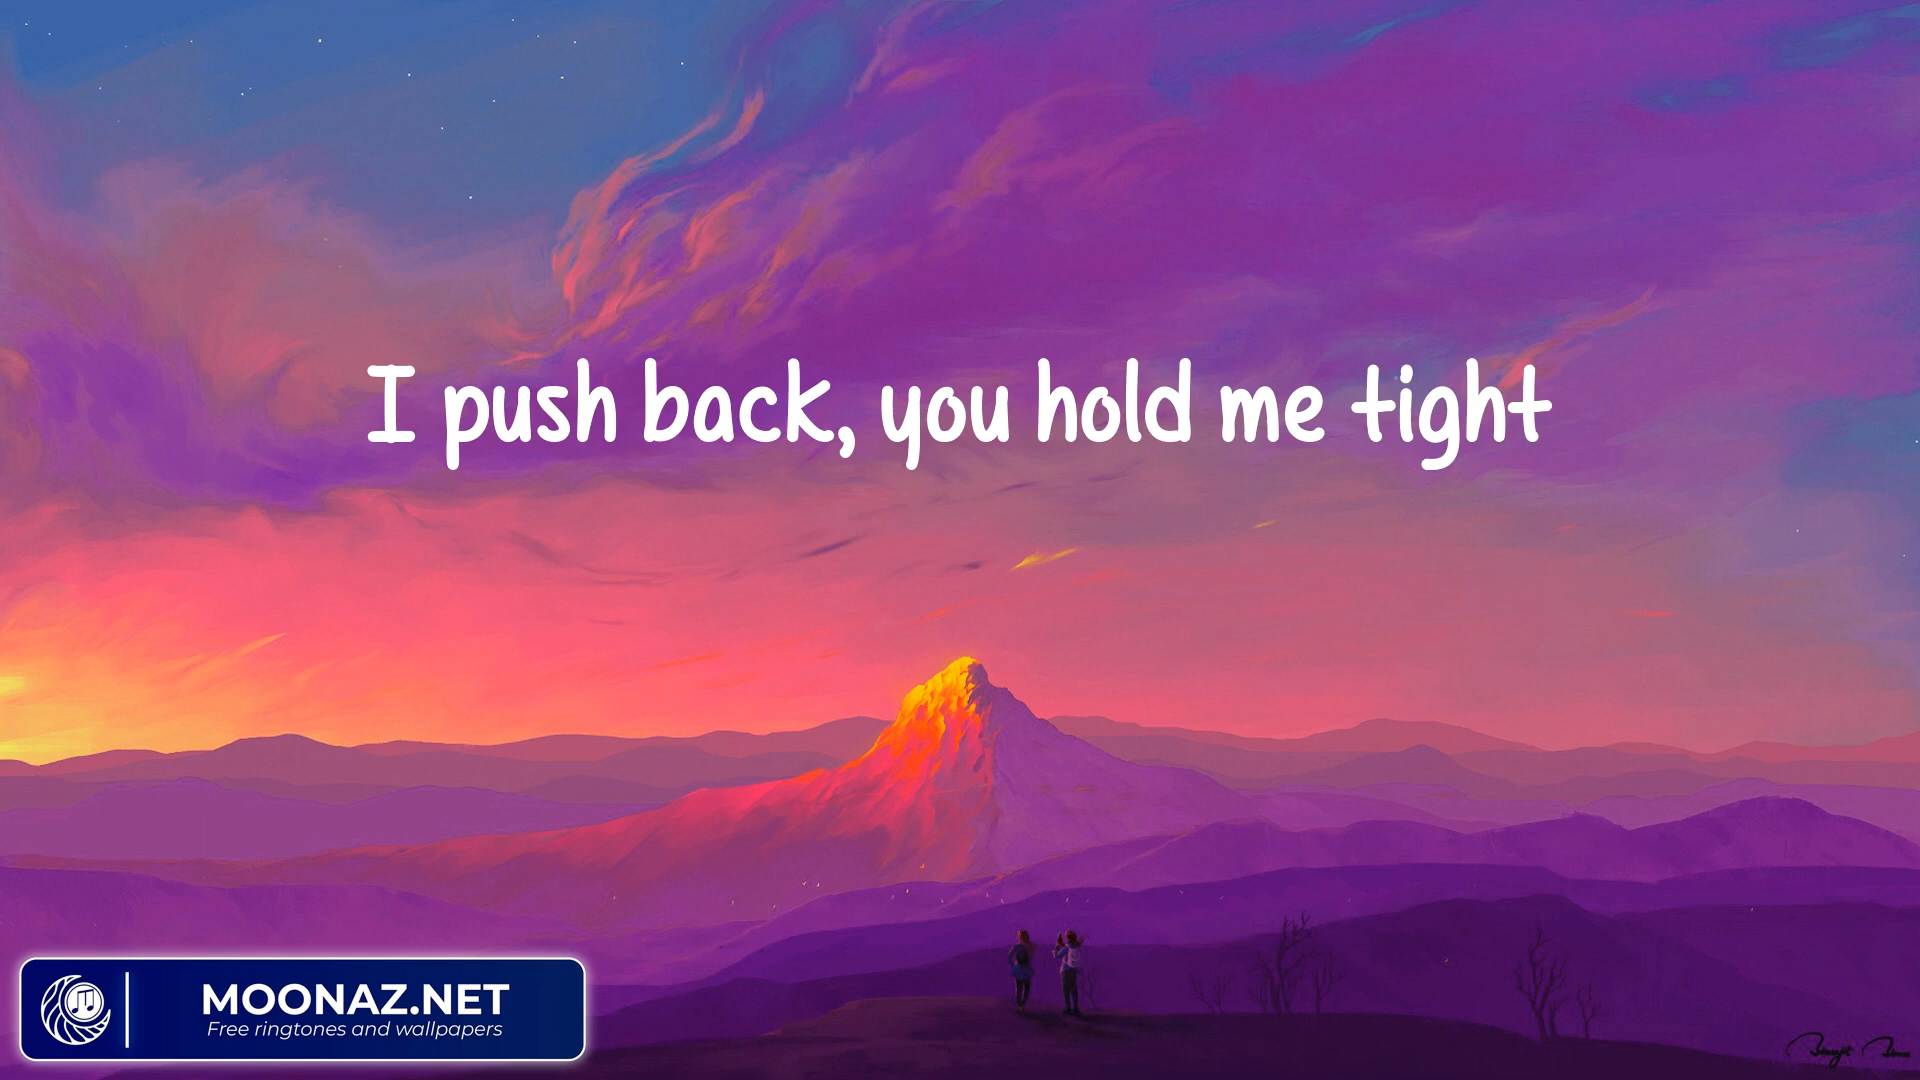 I push back, you hold me tight
MOONAZ.NET
Free ringtones and wallpapers